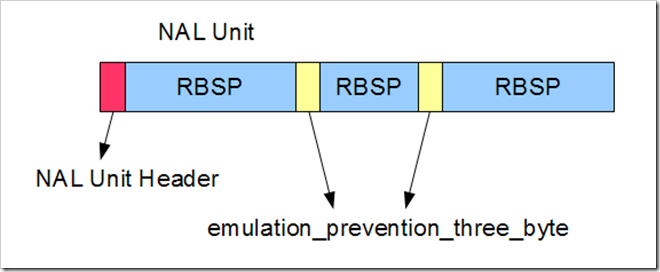 NAL Unit
RBSP RBSP RBSP
NAL Unit Header
emulation_prevention_three_byte